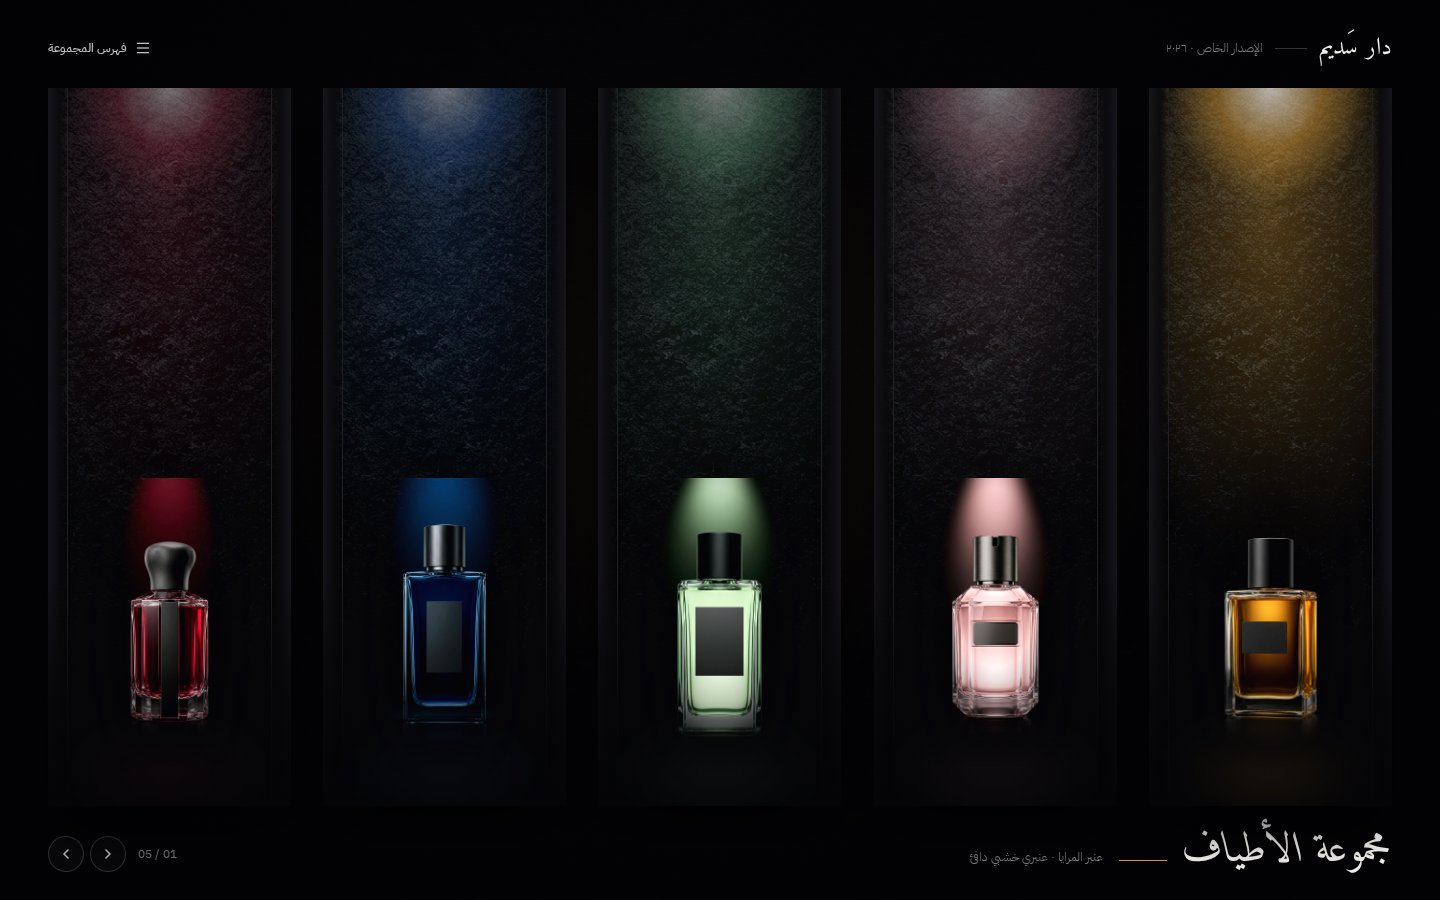 دار سَديم
الإصدار الخاص · ٢٠٢٦
فهرس المجموعة
مجموعة الأطياف
عنبر المرايا · عنبري خشبي دافئ
05 / 01